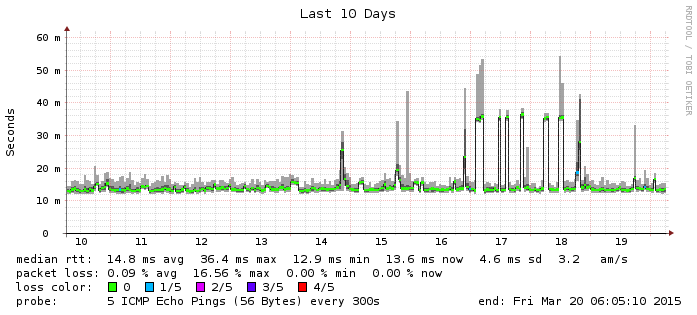 Last 10 Days
RRDTOOL / TOBI OETIKER
Seconds
60 m
50 m
40 m
30 m
20 m
10 m
0
10 11 12 13 14 15 16 17 18 19
median rtt: 14.8 ms avg 36.4 ms max 12.9 ms min 13.6 ms now 4.6 ms sd 3.2 am/s
packet loss: 0.09 % avg 16.56 % max 0.00 % min 0.00 % now
loss color: 0 1/5 2/5 3/5 4/5
probe: 5 ICMP Echo Pings (56 Bytes) every 300s end: Fri Mar 20 06:05:10 2015